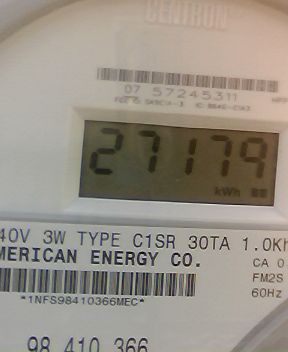 CENTRON
07 57245311
27179
kWh
40V 3W TYPE C1SR 30TA 1.0Kh
MERICAN ENERGY CO.
CA 0
FM2S
*1NFS98410366MEC*
60Hz
98 410 366